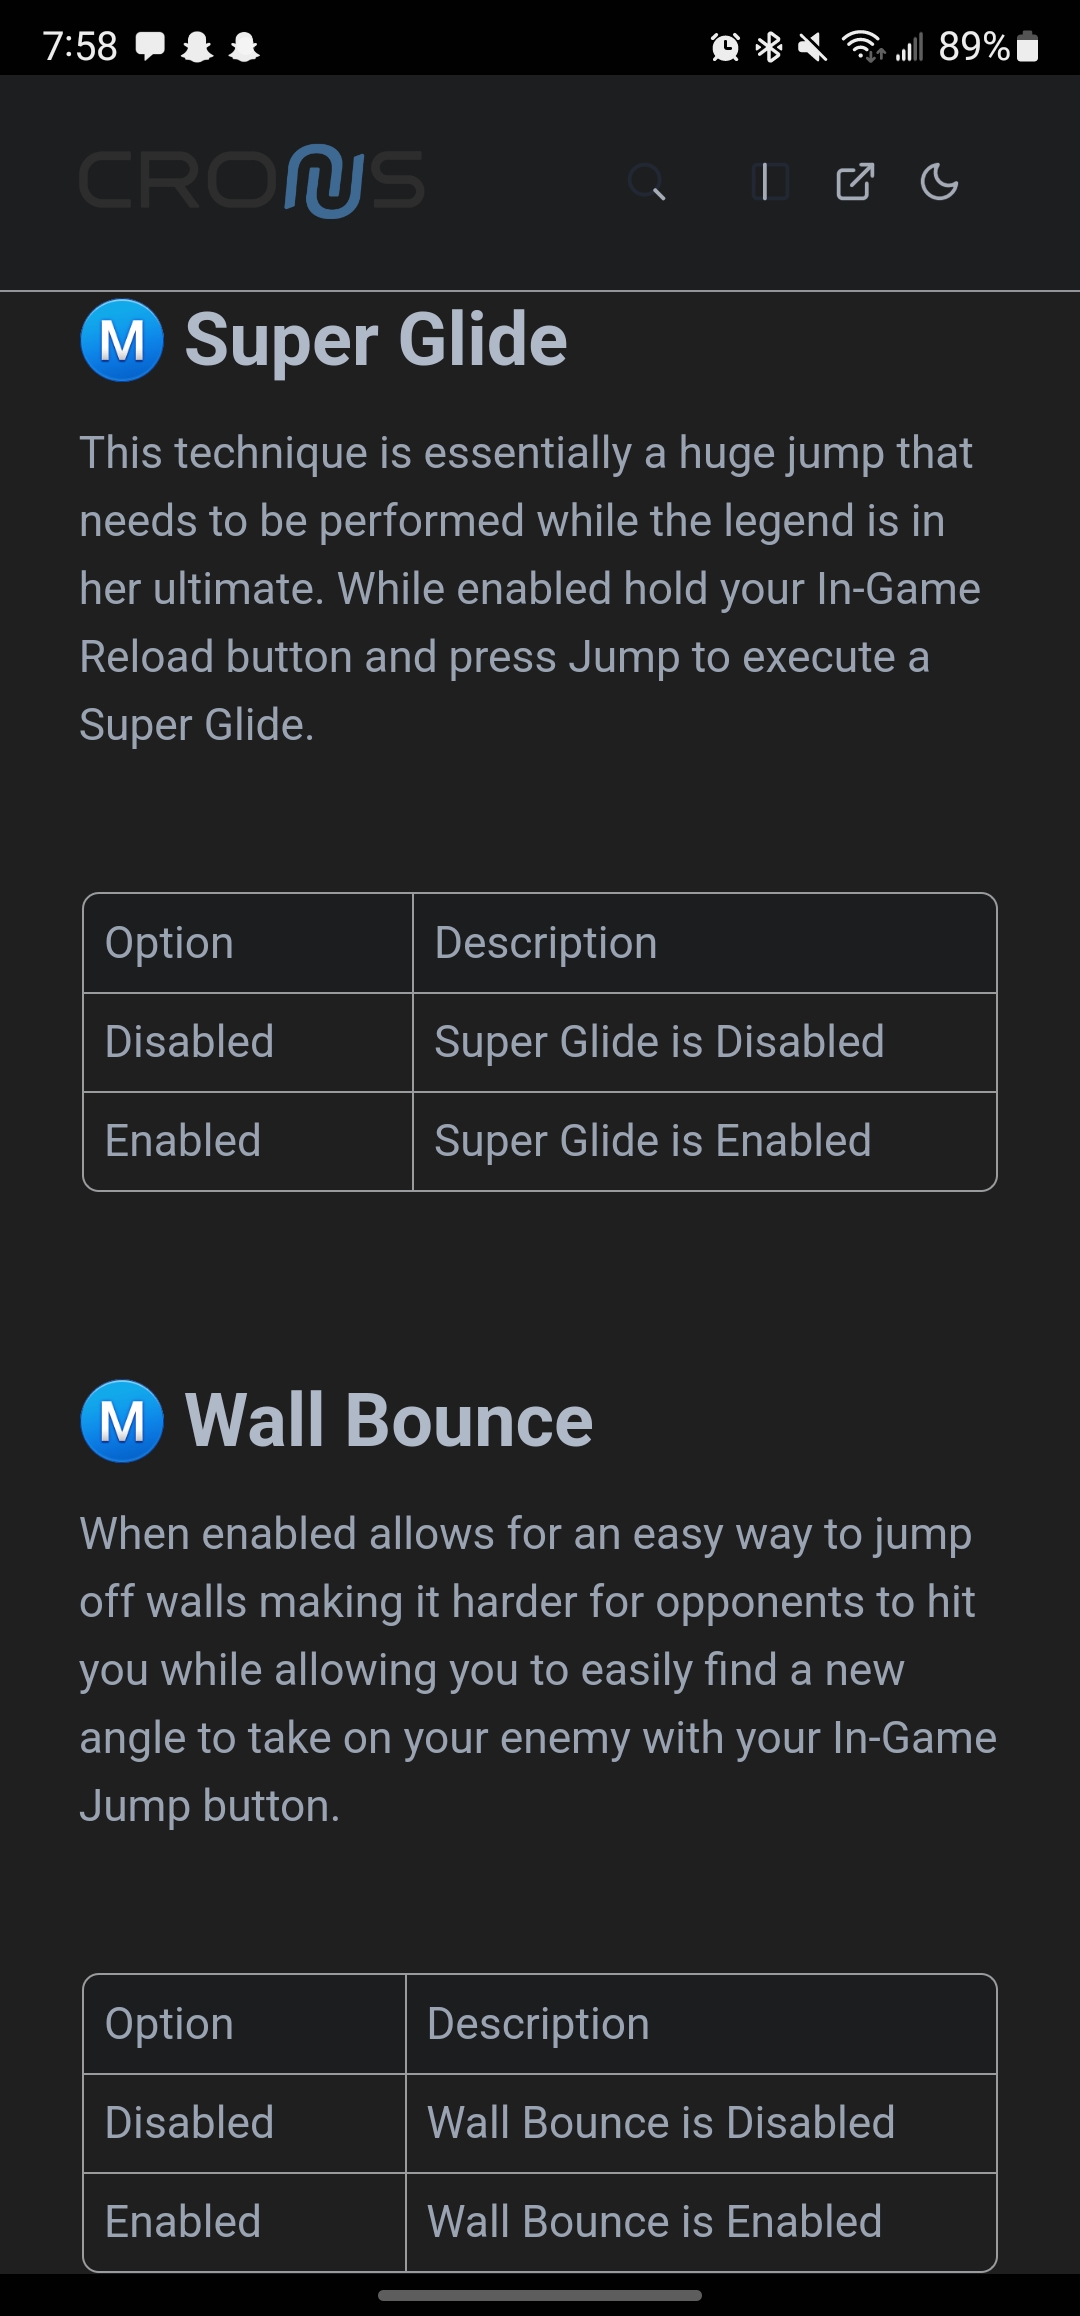 7:58
89%
CRONUS
M Super Glide
This technique is essentially a huge jump that
needs to be performed while the legend is in
her ultimate. While enabled hold your In-Game
Reload button and press Jump to execute a
Super Glide.
Option Description
Disabled Super Glide is Disabled
Enabled Super Glide is Enabled
M Wall Bounce
When enabled allows for an easy way to jump
off walls making it harder for opponents to hit
you while allowing you to easily find a new
angle to take on your enemy with your In-Game
Jump button.
Option Description
Disabled Wall Bounce is Disabled
Enabled Wall Bounce is Enabled